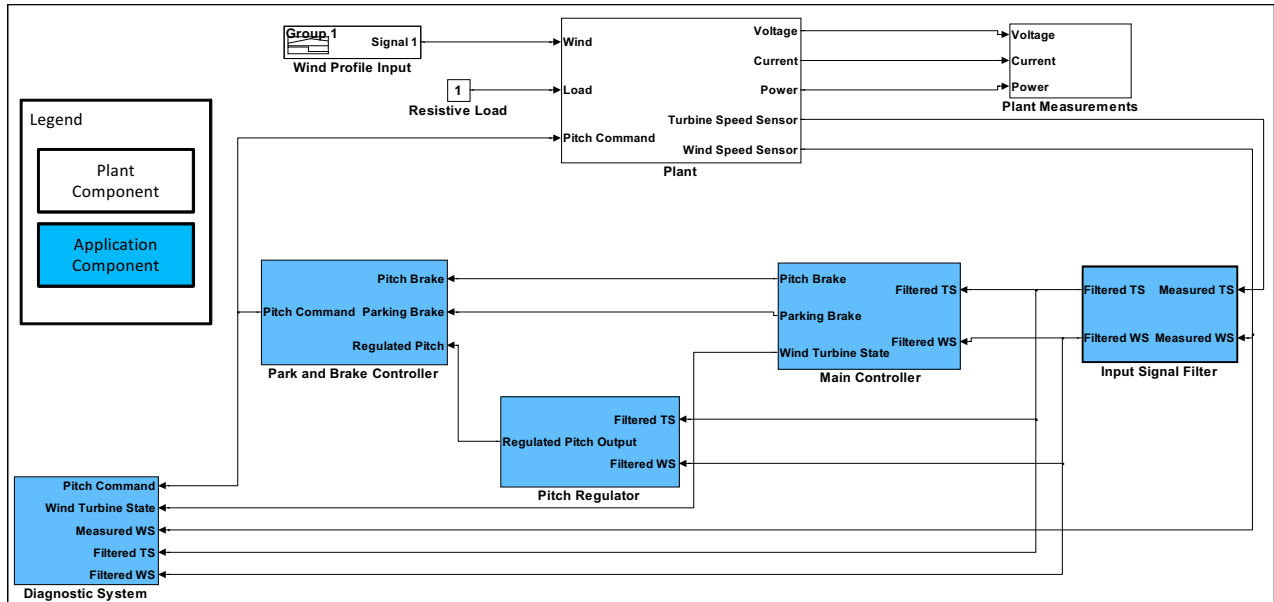 Group 1
Signal 1
Wind Profile Input
1
Resistive Load
Wind
Load
Pitch Command
Voltage
Current
Power
Turbine Speed Sensor
Wind Speed Sensor
Plant
Voltage
Current
Power
Plant Measurements
Legend
Plant
Component
Application
Component
Pitch Brake
Pitch Command
Parking Brake
Regulated Pitch
Park and Brake Controller
Pitch Brake
Parking Brake
Wind Turbine State
Filtered TS
Filtered WS
Main Controller
Filtered TS
Measured TS
Filtered WS
Measured WS
Input Signal Filter
Filtered TS
Regulated Pitch Output
Filtered WS
Pitch Regulator
Pitch Command
Wind Turbine State
Measured WS
Filtered TS
Filtered WS
Diagnostic System